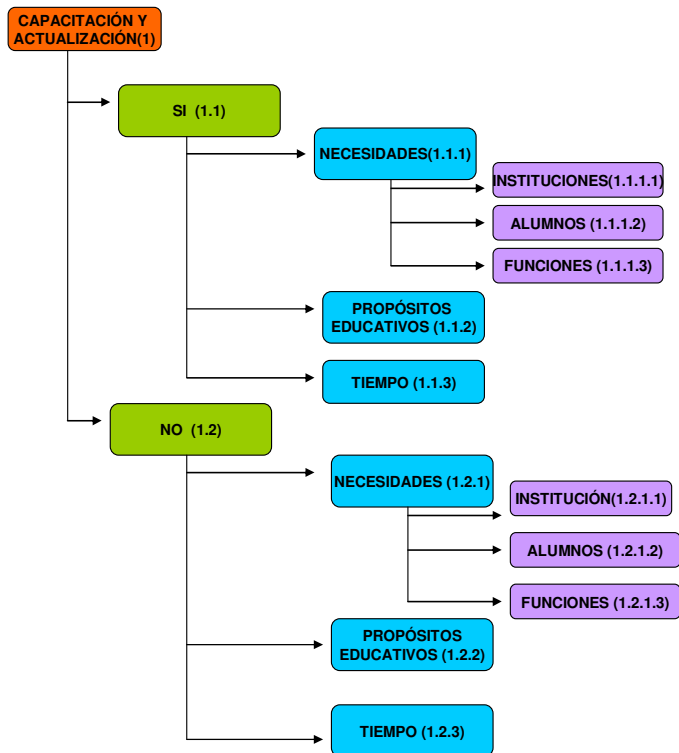 CAPACITACIÓN Y
ACTUALIZACIÓN(1)
SI (1.1)
NECESIDADES(1.1.1)
INSTITUCIONES(1.1.1.1)
ALUMNOS (1.1.1.2)
FUNCIONES (1.1.1.3)
PROPÓSITOS
EDUCATIVOS (1.1.2)
TIEMPO (1.1.3)
NO (1.2)
NECESIDADES (1.2.1)
INSTITUCIÓN(1.2.1.1)
ALUMNOS (1.2.1.2)
FUNCIONES (1.2.1.3)
PROPÓSITOS
EDUCATIVOS (1.2.2)
TIEMPO (1.2.3)